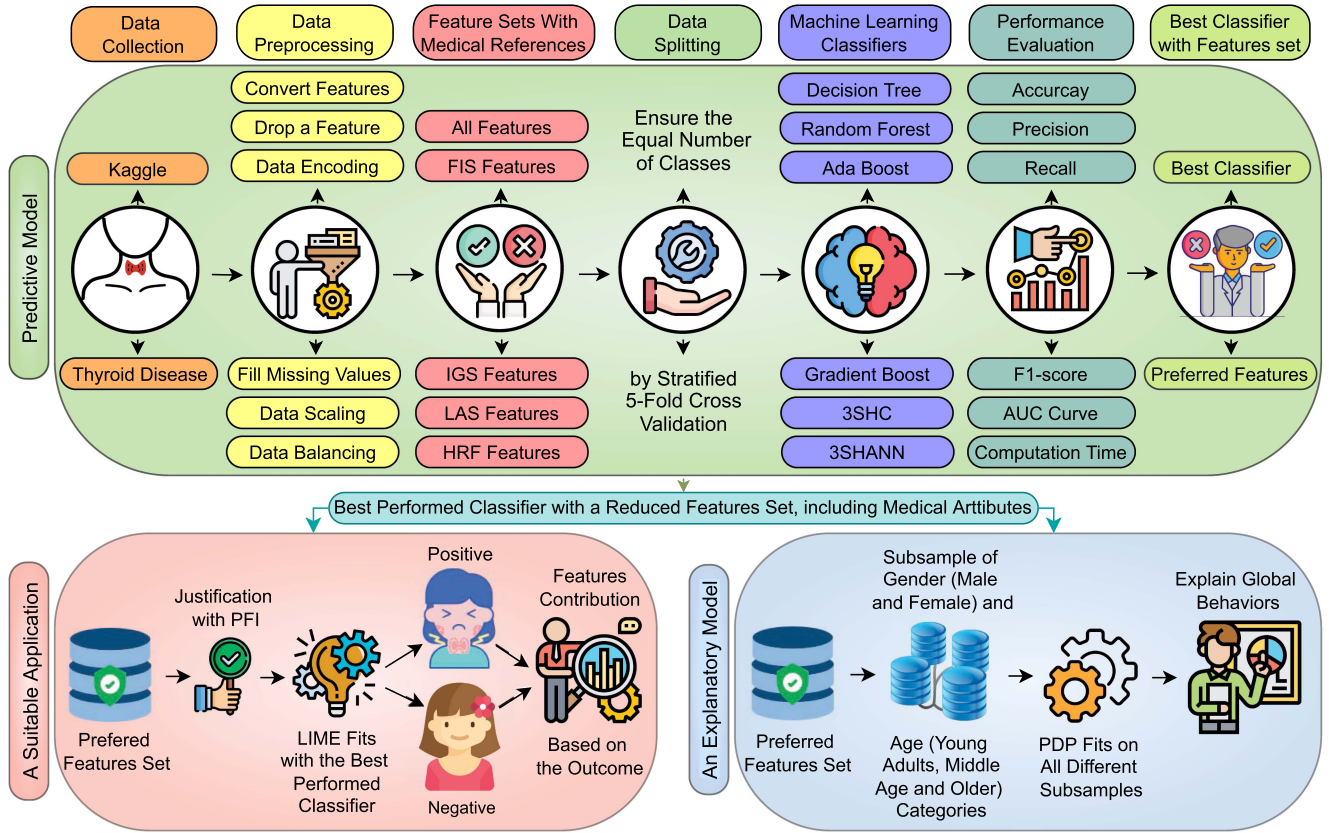 Data
Collection
Data
Preprocessing
Feature Sets With
Medical References
Data
Splitting
Machine Learning
Classifiers
Performance
Evaluation
Best Classifier
with Features set
Predictive Model
Kaggle
Thyroid Disease
Convert Features
Drop a Feature
Data Encoding
Fill Missing Values
Data Scaling
Data Balancing
All Features
FIS Features
IGS Features
LAS Features
HRF Features
Ensure the
Equal Number
of Classes
by Stratified
5-Fold Cross
Validation
Decision Tree
Random Forest
Ada Boost
Gradient Boost
3SHC
3SHANN
Accurcay
Precision
Recall
F1-score
AUC Curve
Computation Time
Best Classifier
Preferred Features
Best Performed Classifier with a Reduced Features Set, including Medical Arttibutes
A Suitable Application
Prefered
Features Set
Justification
with PFI
LIME Fits
with the Best
Performed
Classifier
Positive
Negative
Features
Contribution
Based on
the Outcome
An Explanatory Model
Preferred
Features Set
Subsample of
Gender (Male
and Female) and
Age (Young
Adults, Middle
Age and Older)
Categories
PDP Fits on
All Different
Subsamples
Explain Global
Behaviors